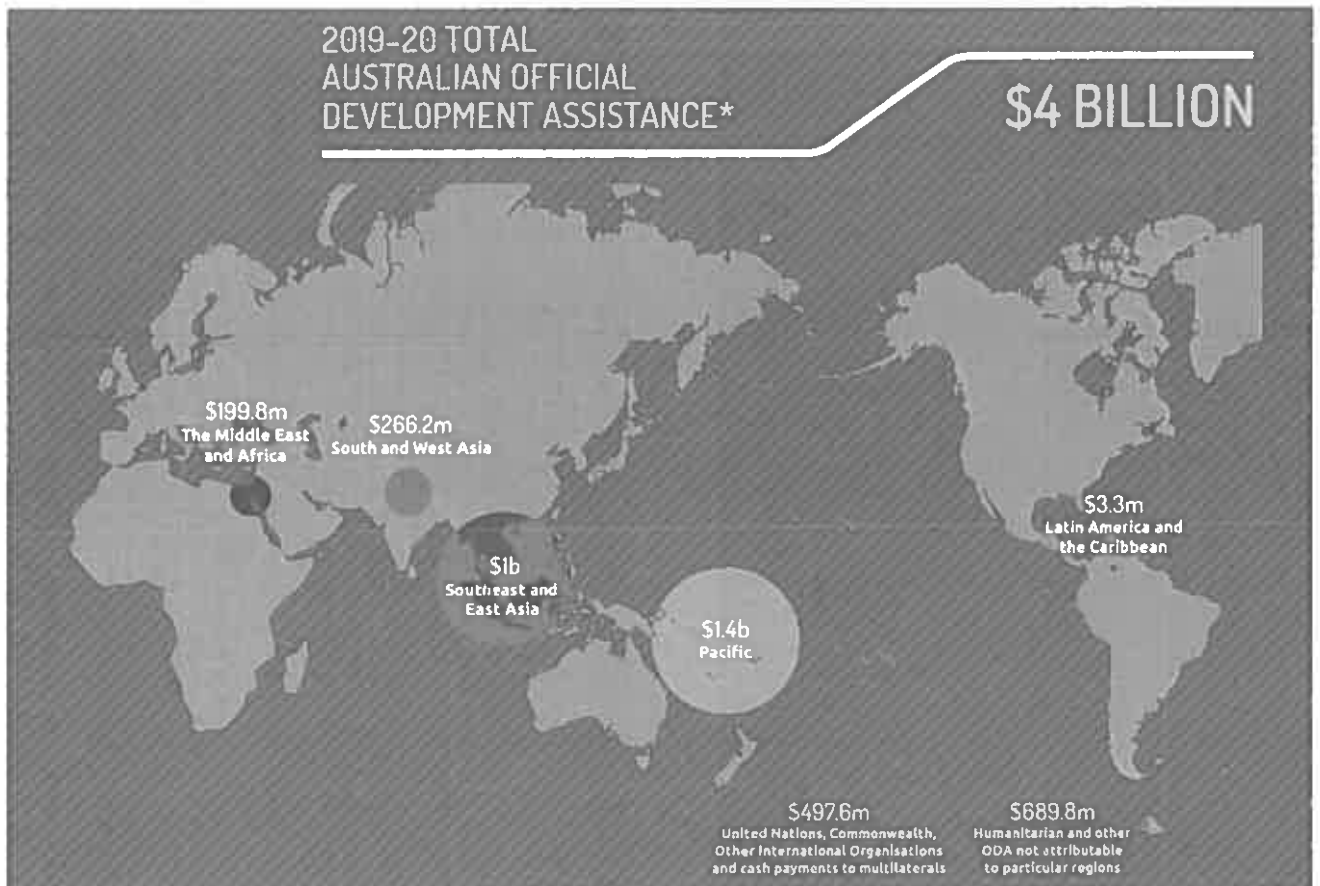 2019-20 TOTAL
AUSTRALIAN OFFICIAL
DEVELOPMENT ASSISTANCE*
$4 BILLION
$199.8m
The Middle East
and Africa
$266.2m
South and West Asia
$1b
Southeast and
East Asia
$1.4b
Pacific
$3.3m
Latin America and
the Caribbean
$497.6m
United Nations, Commonwealth,
Other International Organisations
and cash payments to multilaterals
$689.8m
Humanitarian and other
ODA not attributable
to particular regions